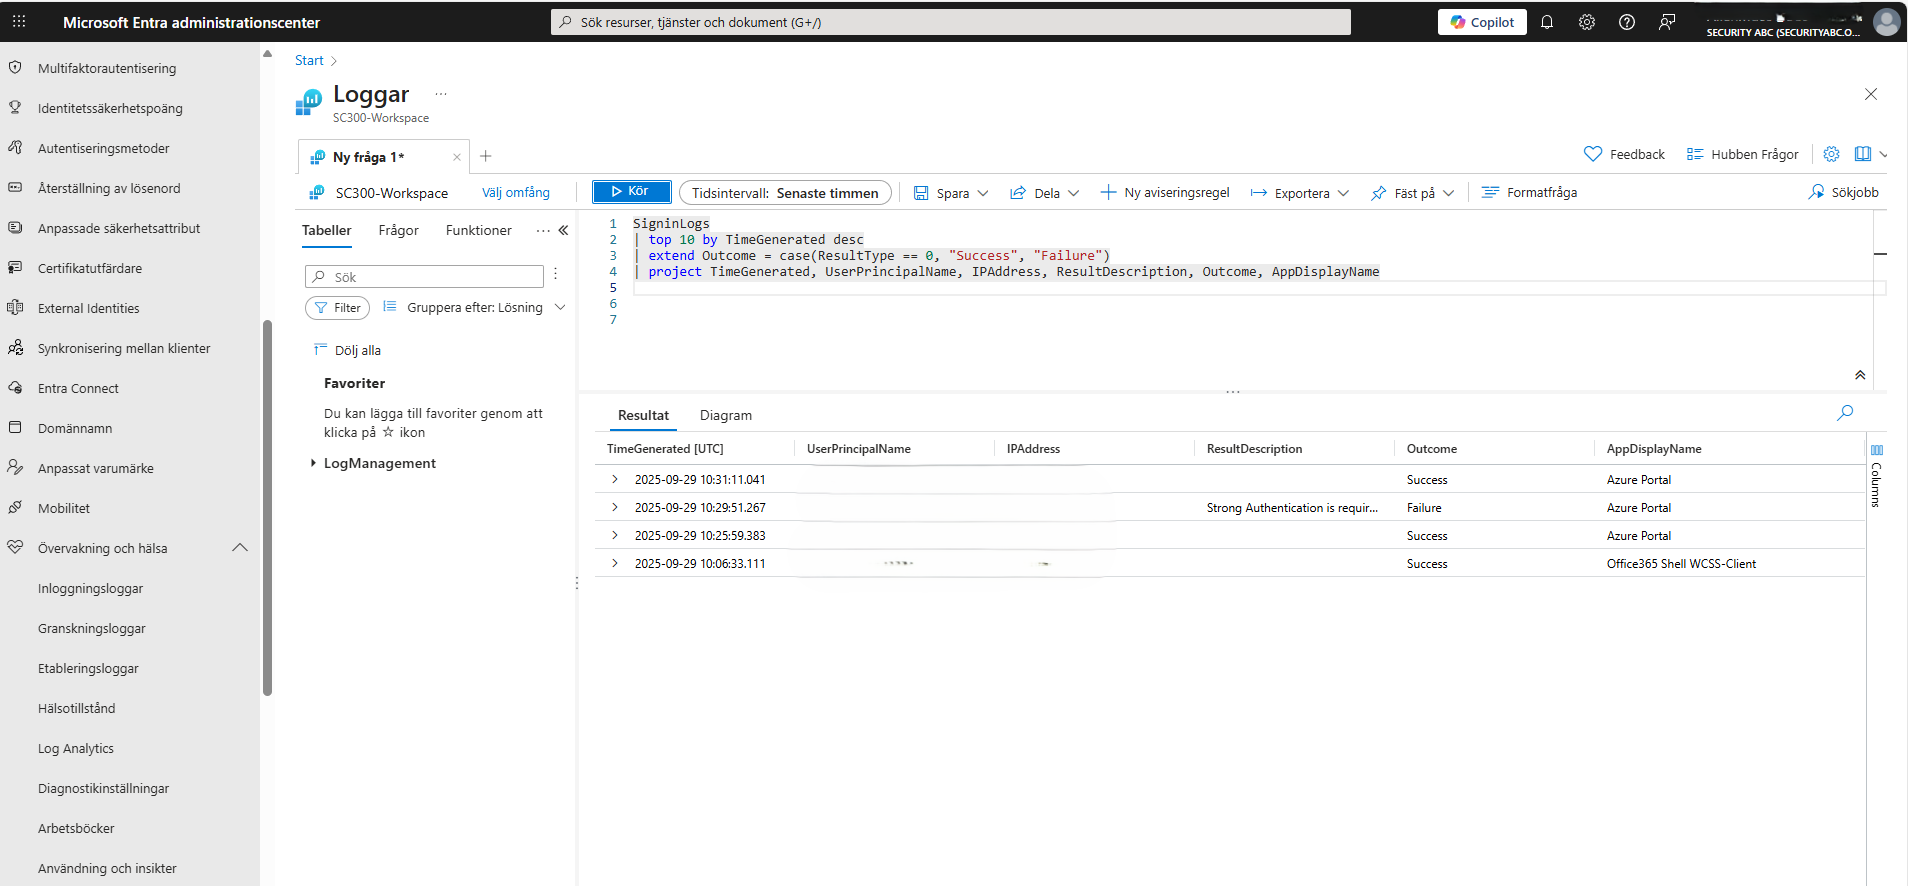 Microsoft Entra administrationscenter
Sök resurser, tjänster och dokument (G+/)
Copilot
SECURITY ABC (SECURITYABC.O...
Multifaktorautentisering
Identitetssäkerhetspoäng
Autentiseringsmetoder
Återställning av lösenord
Anpassade säkerhetsattribut
Certifikatutfärdare
External Identities
Synkronisering mellan klienter
Entra Connect
Domännamn
Anpassat varumärke
Mobilitet
Övervakning och hälsa
Inloggningsloggar
Granskningsloggar
Etableringsloggar
Hälsotillstånd
Log Analytics
Diagnostikinställningar
Arbetsböcker
Användning och insikter
Start >
Loggar ...
SC300-Workspace
Ny fråga 1*
Feedback Hubben Frågor
SC300-Workspace Välj omfång Kör Tidsintervall: Senaste timmen Spara Dela Ny aviseringsregel Exportera Fäst på Formatfråga Sökjobb
Tabeller Frågor Funktioner ...
Sök
Filter Gruppera efter: Lösning
Dölj alla
Favoriter
Du kan lägga till favoriter genom att
klicka på ☆ ikon
LogManagement
1 SigninLogs
2 | top 10 by TimeGenerated desc
3 | extend Outcome = case(ResultType == 0, "Success", "Failure")
4 | project TimeGenerated, UserPrincipalName, IPAddress, ResultDescription, Outcome, AppDisplayName
5
6
7
Resultat Diagram
TimeGenerated [UTC] UserPrincipalName IPAddress ResultDescription Outcome AppDisplayName
2025-09-29 10:31:11.041 Success Azure Portal
2025-09-29 10:29:51.267 Strong Authentication is requir... Failure Azure Portal
2025-09-29 10:25:59.383 Success Azure Portal
2025-09-29 10:06:33.111 Success Office365 Shell WCSS-Client
Columns